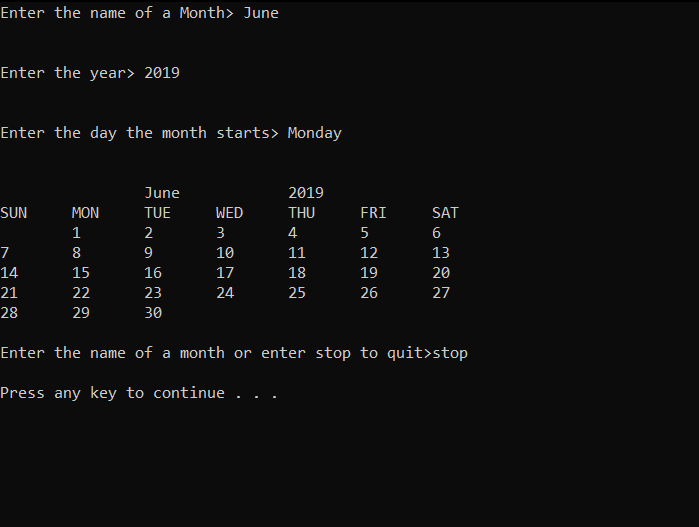 Enter the name of a Month> June
Enter the year> 2019
Enter the day the month starts> Monday
June 2019
SUN MON TUE WED THU FRI SAT
1 2 3 4 5 6
7 8 9 10 11 12 13
14 15 16 17 18 19 20
21 22 23 24 25 26 27
28 29 30
Enter the name of a month or enter stop to quit>stop
Press any key to continue . . .